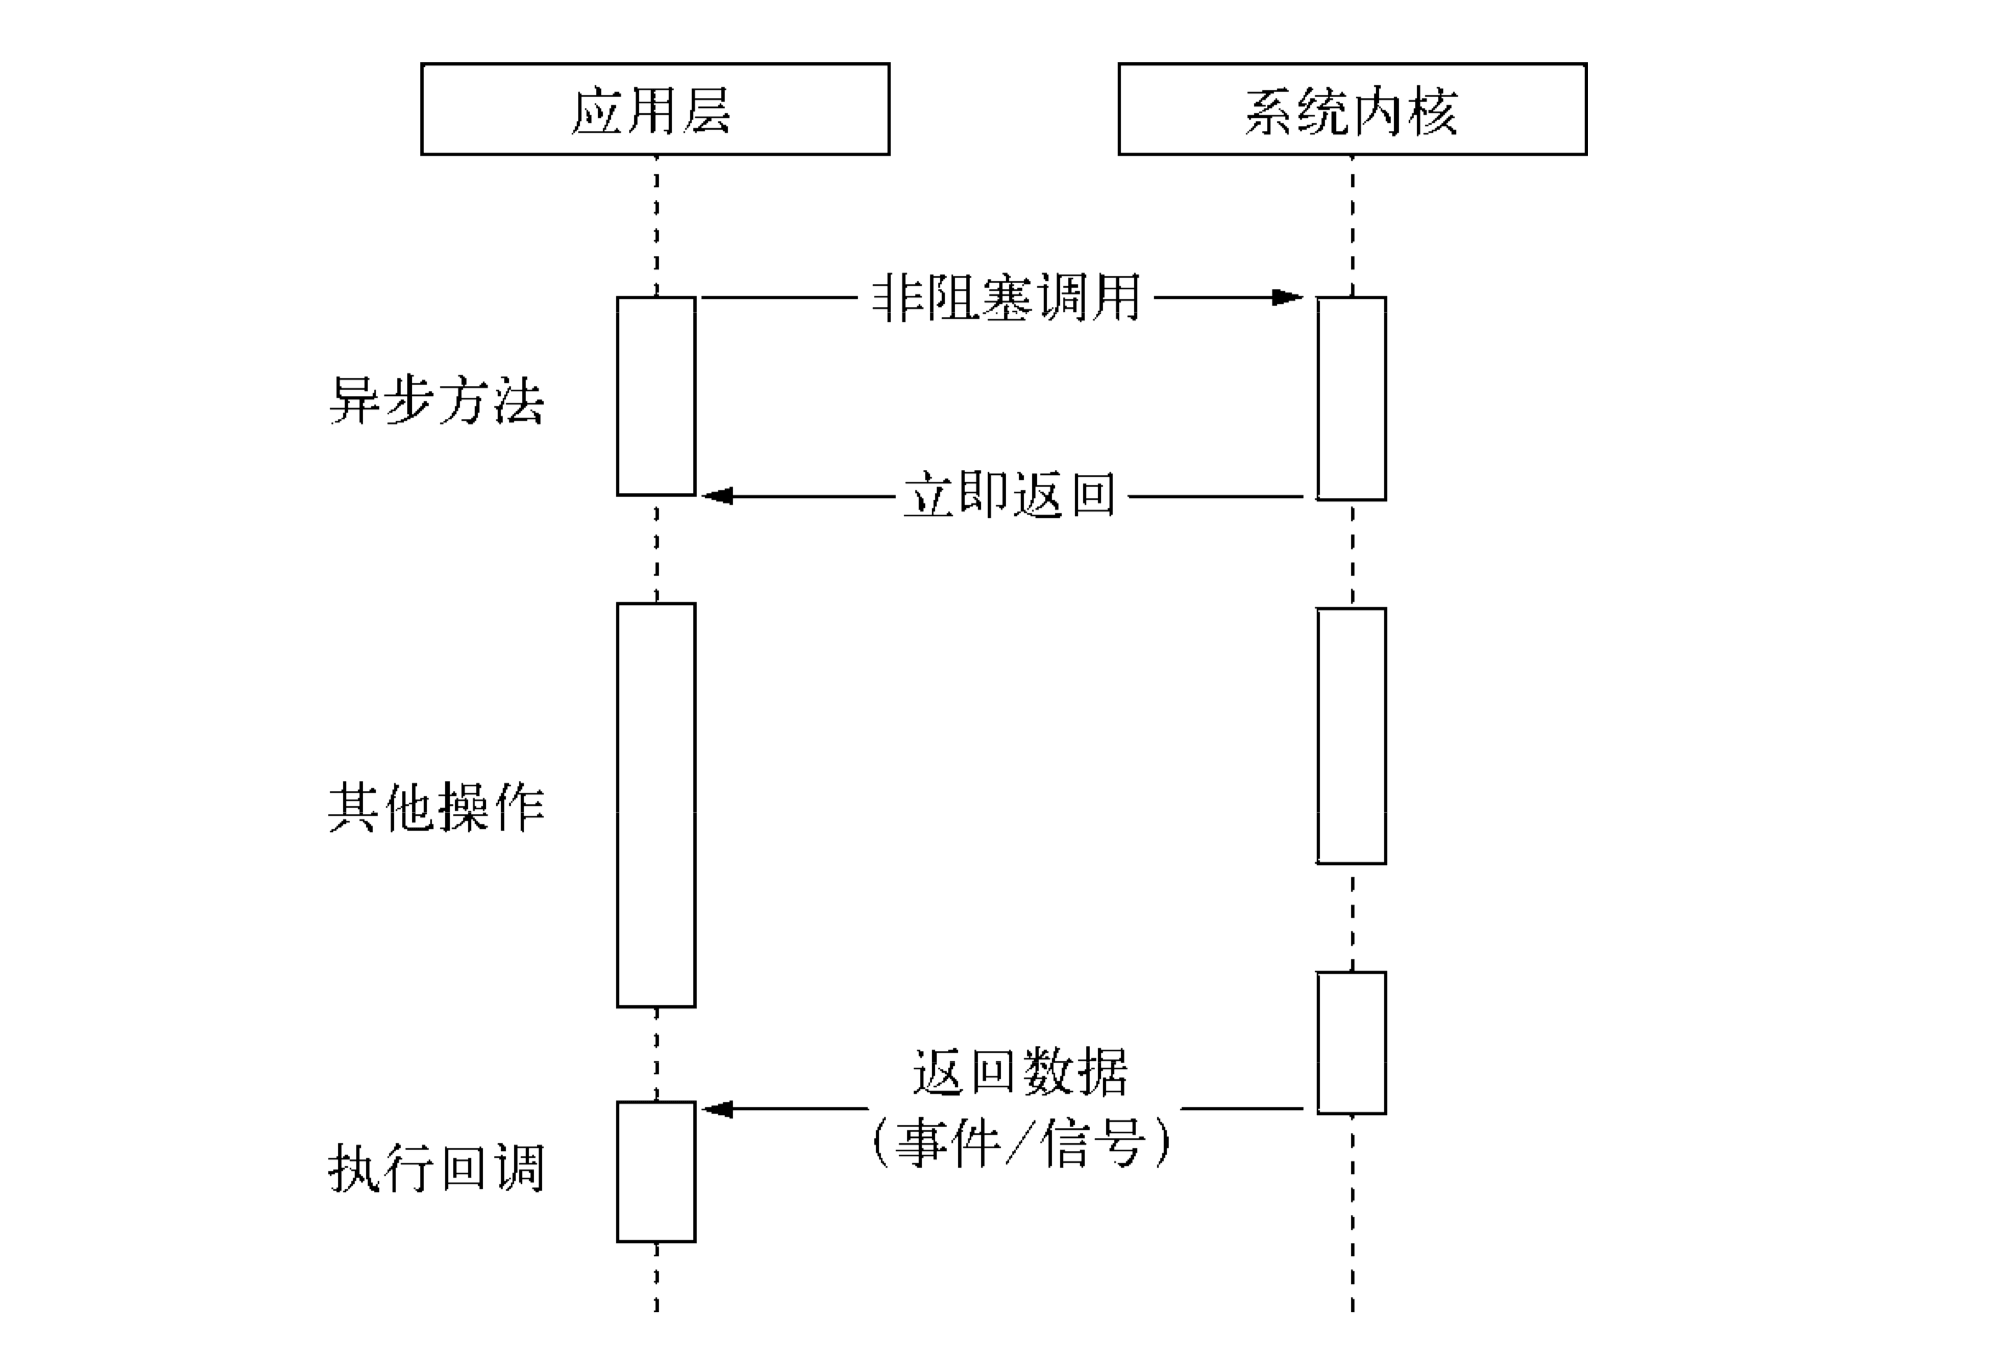 应用层
系统内核
非阻塞调用
异步方法
立即返回
其他操作
返回数据
(事件/信号)
执行回调